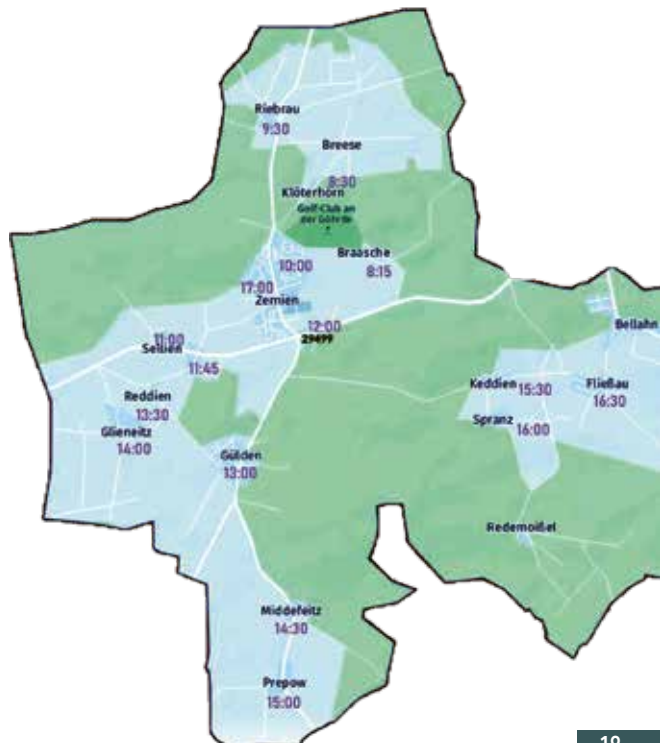 Riebrau
9:30
Breese
8:30
Klöterhörn
Golf-Club an
der Göhrde
Braasche
8:15
10:00
17:00
Zernien
12:00
29499
11:00
Sellien
11:45
Bellahn
Reddien
13:30
Glieneitz
14:00
Keddien 15:30
Fließau
16:30
Spranz
16:00
Gülden
13:00
Redemoißel
Middefeitz
14:30
Prepow
15:00
19